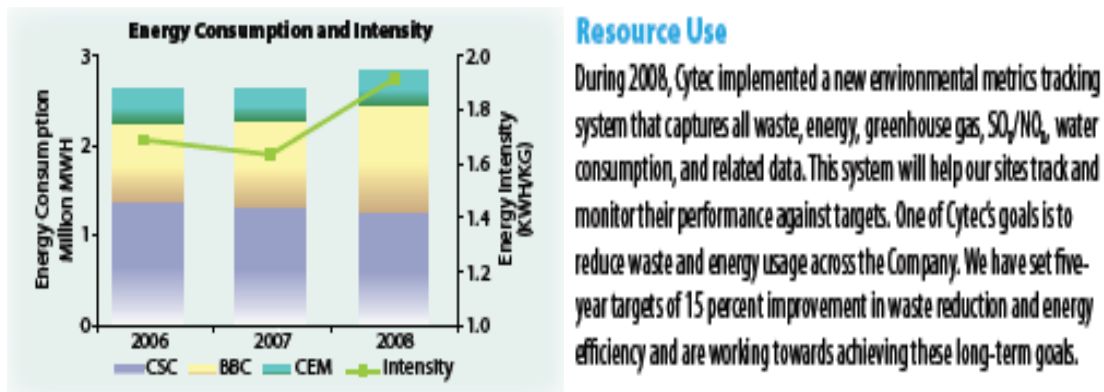 Energy Consumption and Intensity
3
2
1
0
Energy Consumption
Million MWH
2.0
1.8
1.6
1.4
1.2
1.0
Energy Intensity
(KWH/KG)
2006 2007 2008
CSC BBC CEM Intensity
Resource Use
During 2008, Cytec implemented a new environmental metrics tracking
system that captures all waste, energy, greenhouse gas, SOₓ/NOₓ, water
consumption, and related data. This system will help our sites track and
monitor their performance against targets. One of Cytec's goals is to
reduce waste and energy usage across the Company. We have set five-
year targets of 15 percent improvement in waste reduction and energy
efficiency and are working towards achieving these long-term goals.